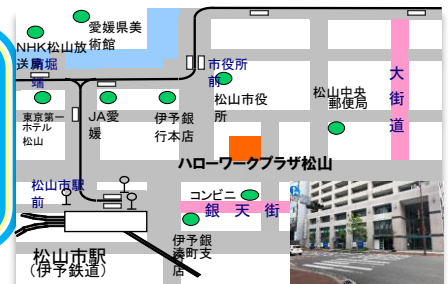 愛媛県美
術館
NHK松山放
送局
南堀
端
市役所
前
松山市役
所
大
街
道
松山中央
郵便局
東京第一
ホテル
松山
JA愛
媛
伊予銀
行本店
ハローワークプラザ松山
松山市駅
前
コンビニ
銀天街
伊予銀
湊町支
店
松山市駅
(伊予鉄道)